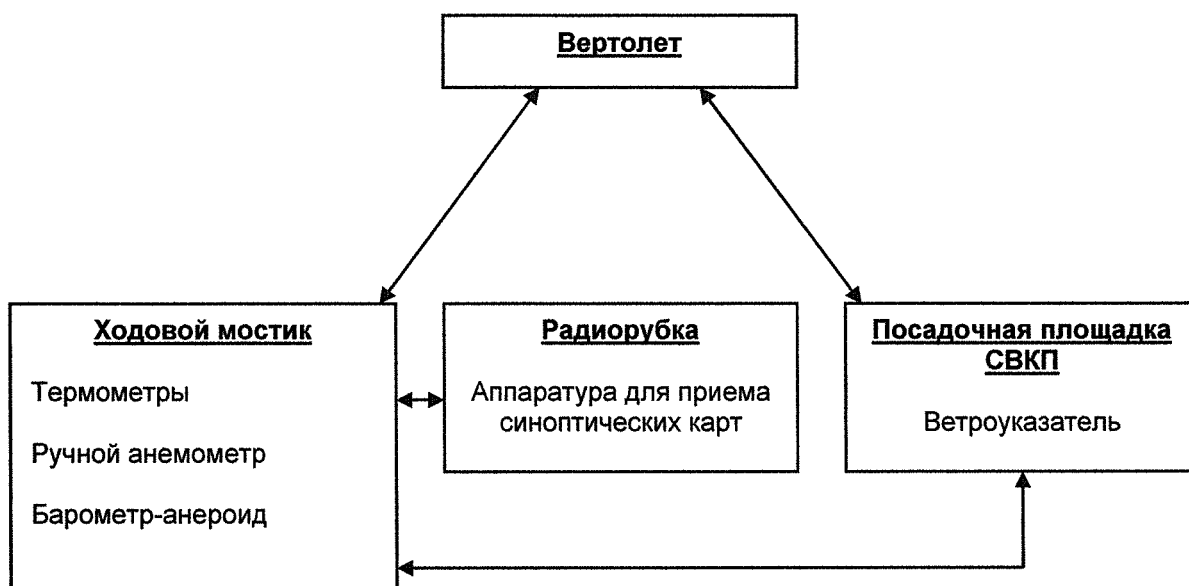 Вертолет
Ходовой мостик
Термометры
Ручной анемометр
Барометр-анероид
Радиорубка
Аппаратура для приема
синоптических карт
Посадочная площадка
СВКП
Ветроуказатель